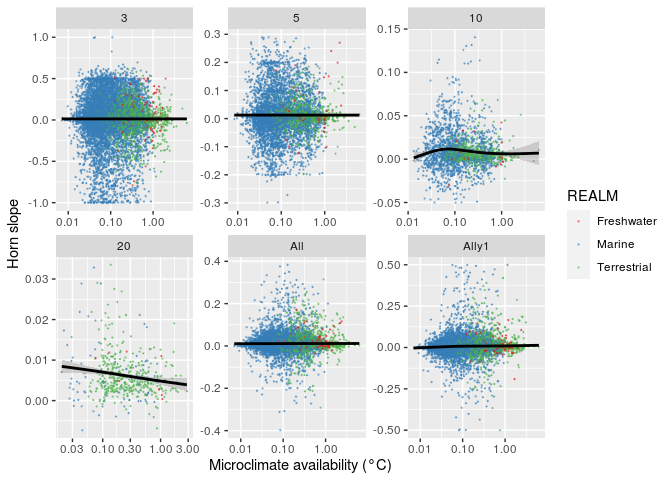 3
5
10
1.0
0.5
0.0
-0.5
-1.0
0.3
0.2
0.1
0.0
-0.1
-0.2
-0.3
0.15
0.10
0.05
0.00
-0.05
0.01 0.10 1.00
0.01 0.10 1.00
0.01 0.10 1.00
Horn slope
20
All
Ally1
0.03
0.02
0.01
0.00
0.4
0.2
0.0
-0.2
-0.4
0.50
0.25
0.00
-0.25
-0.50
0.03 0.10 0.30 1.00 3.00
0.01 0.10 1.00
0.01 0.10 1.00
Microclimate availability (°C)
REALM
Freshwater
Marine
Terrestrial